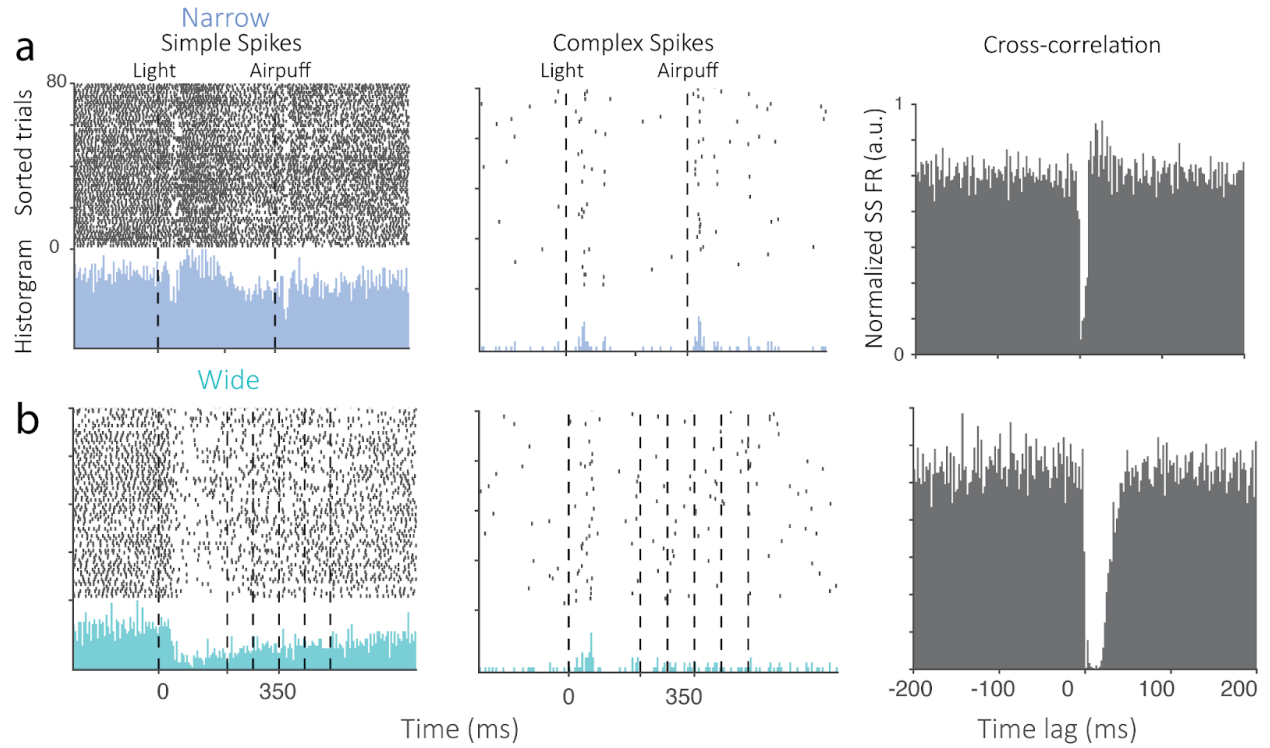 Narrow
a
Simple Spikes
Complex Spikes
Cross-correlation
Light
Airpuff
Light
Airpuff
80
40
0
Sorted trials
Historgram
1
0
Normalized SS FR (a.u.)
Wide
b
0
350
0
350
-200
-100
0
100
200
Time (ms)
Time lag (ms)